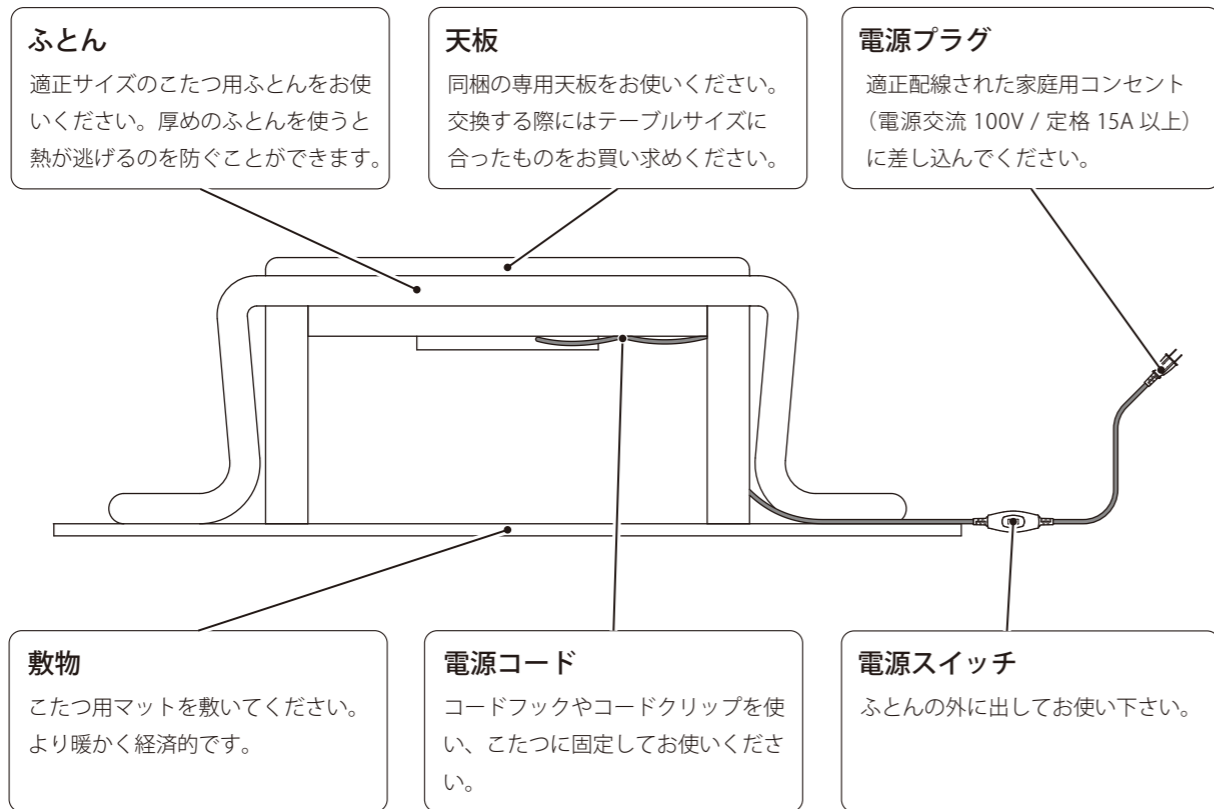 ふとん
適正サイズのこたつ用ふとんをお使
いください。厚めのふとんを使うと
熱が逃げるのを防ぐことができます。
天板
同梱の専用天板をお使いください。
交換する際にはテーブルサイズに
合ったものをお買い求めください。
電源プラグ
適正配線された家庭用コンセント
（電源交流 100V / 定格 15A 以上）
に差し込んでください。
敷物
こたつ用マットを敷いてください。
より暖かく経済的です。
電源コード
コードフックやコードクリップを使
い、こたつに固定してお使いくださ
い。
電源スイッチ
ふとんの外に出してお使い下さい。